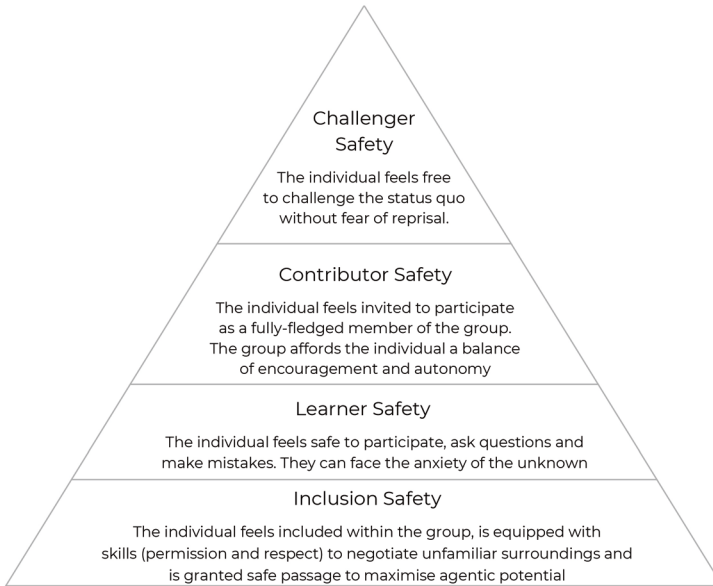 Challenger
Safety
The individual feels free
to challenge the status quo
without fear of reprisal.
Contributor Safety
The individual feels invited to participate
as a fully-fledged member of the group.
The group affords the individual a balance
of encouragement and autonomy
Learner Safety
The individual feels safe to participate, ask questions and
make mistakes. They can face the anxiety of the unknown
Inclusion Safety
The individual feels included within the group, is equipped with
skills (permission and respect) to negotiate unfamiliar surroundings and
is granted safe passage to maximise agentic potential